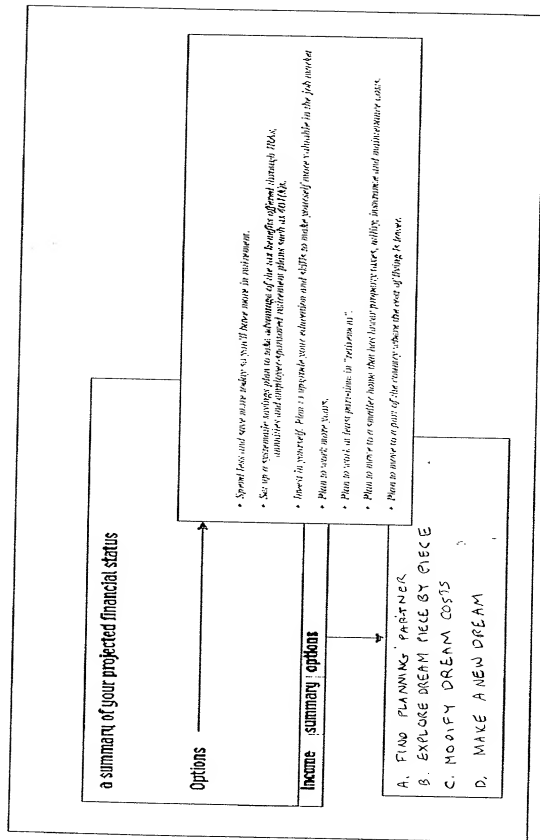 a summary of your projected financial status
Options
• Spend less and save more today so you'll have more in retirement.
• Set up a systematic savings plan to take advantage of the tax benefits offered through IRAs,
annuities and employer-sponsored retirement plans such as 401(k)s.
• Invest in yourself. Plan to upgrade your education and skills to make yourself more valuable in the job market
• Plan to work more years.
• Plan to work at least part-time in "retirement".
• Plan to move to a smaller home that has lower property taxes, utility, insurance and maintenance costs.
• Plan to move to a part of the country where the cost of living is lower.
Income summary options
A. FIND PLANNING PARTNER
B. EXPLORE DREAM PIECE BY PIECE
C. MODIFY DREAM COSTS
D. MAKE A NEW DREAM